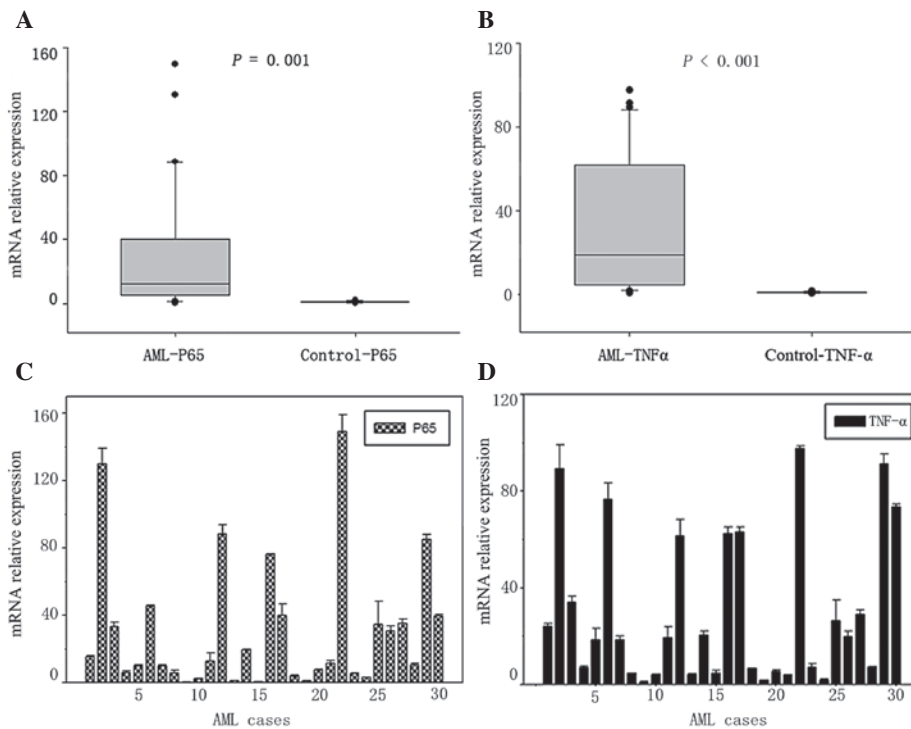 A
mRNA relative expression
160
120
80
40
0
P = 0.001
AML-P65
Control-P65
B
mRNA relative expression
120
80
40
0
P < 0.001
AML-TNFα
Control-TNF-α
C
mRNA relative expression
160
120
80
40
0
P65
5
10
15
20
25
30
AML cases
D
mRNA relative expression
120
80
40
0
TNF-α
5
10
15
20
25
30
AML cases